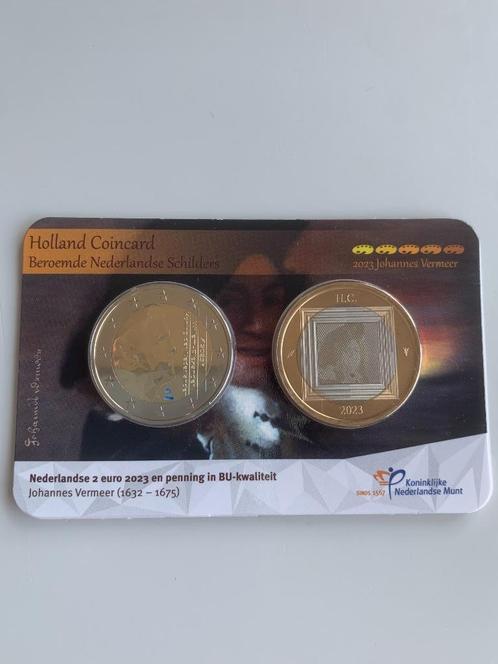 Holland Coincard
Beroemde Nederlandse Schilders
2023 Johannes Vermeer
H.C.
2023
Nederlandse 2 euro 2023 en penning in BU-kwaliteit
Johannes Vermeer (1632 – 1675)
SINDS 1567
Koninklijke
Nederlandse Munt